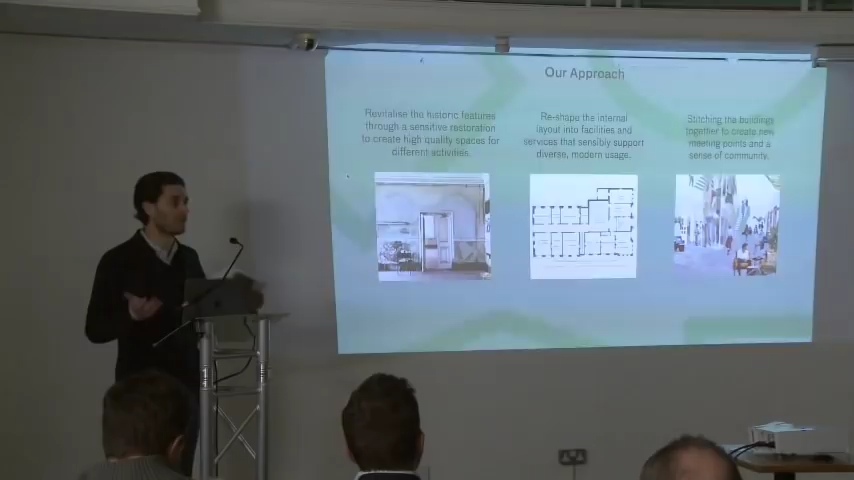 Our Approach
Revitalise the historic features
through a sensitive restoration
to create high quality spaces for
different activities.
Re-shape the internal
layout into facilities and
services that sensibly support
diverse, modern usage.
Stitching the buildings
together to create new
meeting points and a
sense of community.